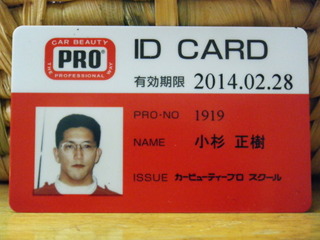 CAR BEAUTY
PRO
THE PROFESSIONAL
ID CARD
有効期限 2014.02.28
PRO-NO 1919
NAME 小杉 正樹
ISSUE カービューティープロ スクール